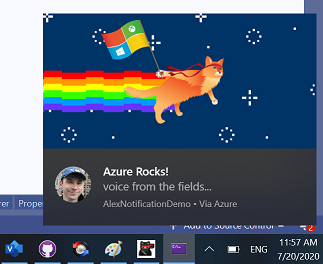 Azure Rocks!
voice from the fields...
AlexNotificationDemo • Via Azure
rer
Prope
Add to Source Control
2
ENG
11:57 AM
7/20/2020